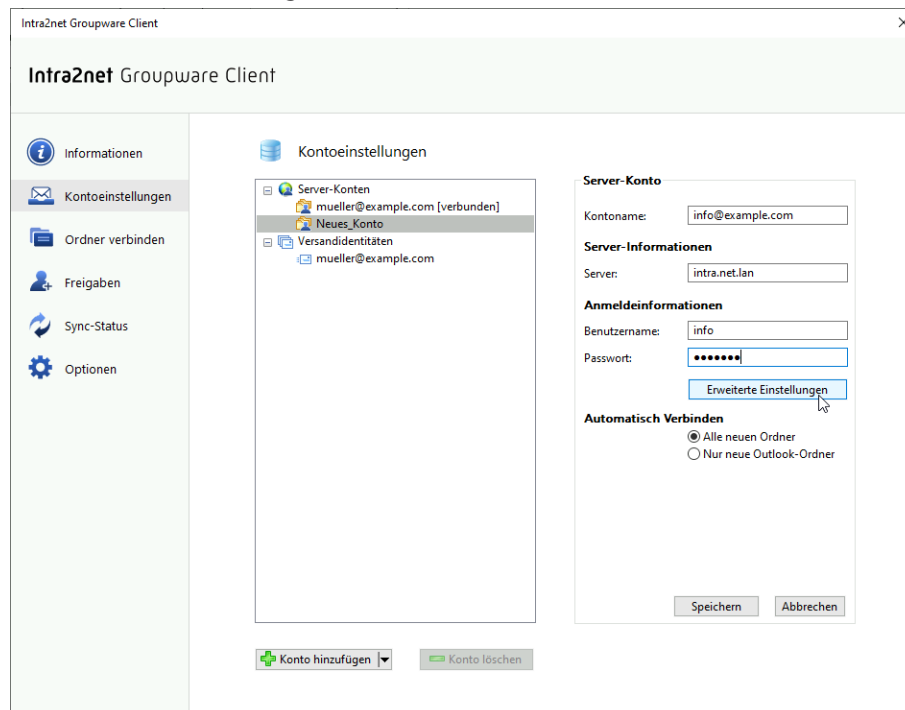 Intra2net Groupware Client
Intra2net Groupware Client
Informationen
Kontoeinstellungen
Ordner verbinden
Freigaben
Sync-Status
Optionen
Kontoeinstellungen
Server-Konten
mueller@example.com [verbunden]
Neues_Konto
Versandidentitäten
mueller@example.com
Server-Konto
Kontoname: info@example.com
Server-Informationen
Server: intra.net.lan
Anmeldeinformationen
Benutzername: info
Passwort: •••••••
Erweiterte Einstellungen
Automatisch Verbinden
Alle neuen Ordner
Nur neue Outlook-Ordner
Speichern Abbrechen
Konto hinzufügen Konto löschen